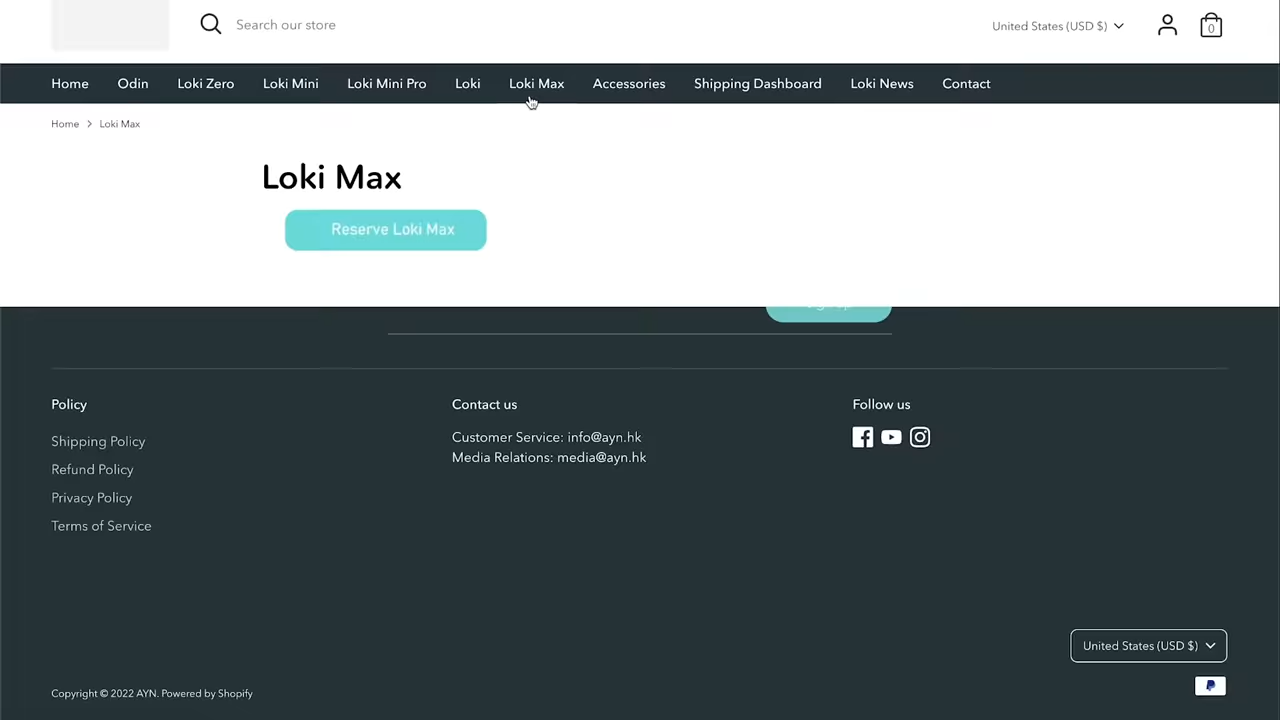 Search our store
United States (USD $)
0
Home Odin Loki Zero Loki Mini Loki Mini Pro Loki Loki Max Accessories Shipping Dashboard Loki News Contact
Home > Loki Max
Loki Max
Reserve Loki Max
Policy
Shipping Policy
Refund Policy
Privacy Policy
Terms of Service
Contact us
Customer Service: info@ayn.hk
Media Relations: media@ayn.hk
Follow us
United States (USD $)
Copyright © 2022 AYN. Powered by Shopify